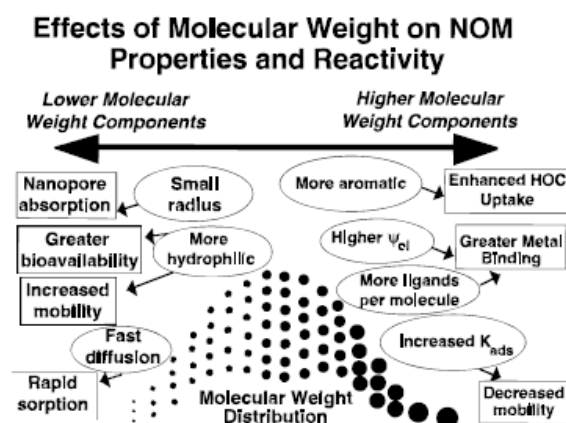 Effects of Molecular Weight on NOM
Properties and Reactivity
Lower Molecular
Weight Components
Higher Molecular
Weight Components
Nanopore
absorption
Small
radius
More aromatic
Enhanced HOC
Uptake
Greater
bioavailability
More
hydrophilic
Higher Ψel
Greater Metal
Binding
Increased
mobility
More ligands
per molecule
Fast
diffusion
Increased Kads
Rapid
sorption
Molecular Weight
Distribution
Decreased
mobility